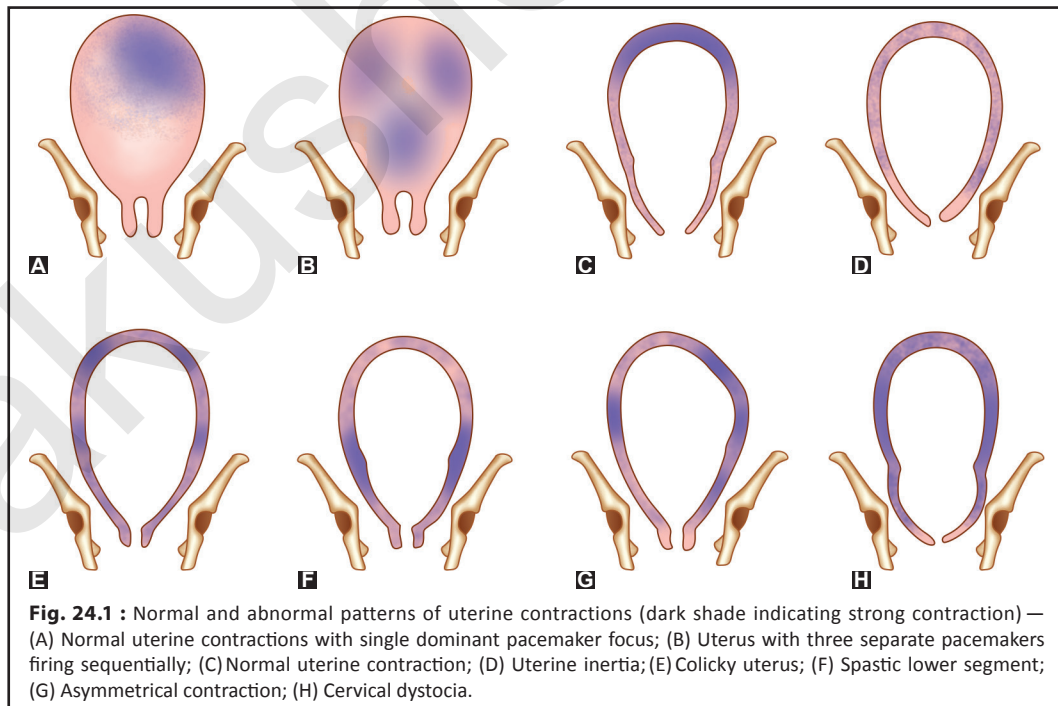 A
B
C
D
E
F
G
H
Fig. 24.1 : Normal and abnormal patterns of uterine contractions (dark shade indicating strong contraction) —
(A) Normal uterine contractions with single dominant pacemaker focus; (B) Uterus with three separate pacemakers
firing sequentially; (C) Normal uterine contraction; (D) Uterine inertia; (E) Colicky uterus; (F) Spastic lower segment;
(G) Asymmetrical contraction; (H) Cervical dystocia.